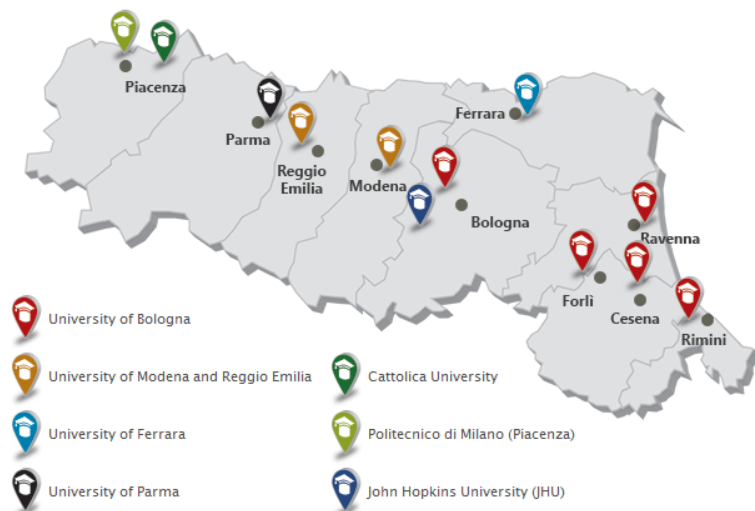 Piacenza
Parma
Reggio
Emilia
Modena
Ferrara
Bologna
Ravenna
Forlì
Cesena
Rimini
University of Bologna
University of Modena and Reggio Emilia
University of Ferrara
University of Parma
Cattolica University
Politecnico di Milano (Piacenza)
John Hopkins University (JHU)